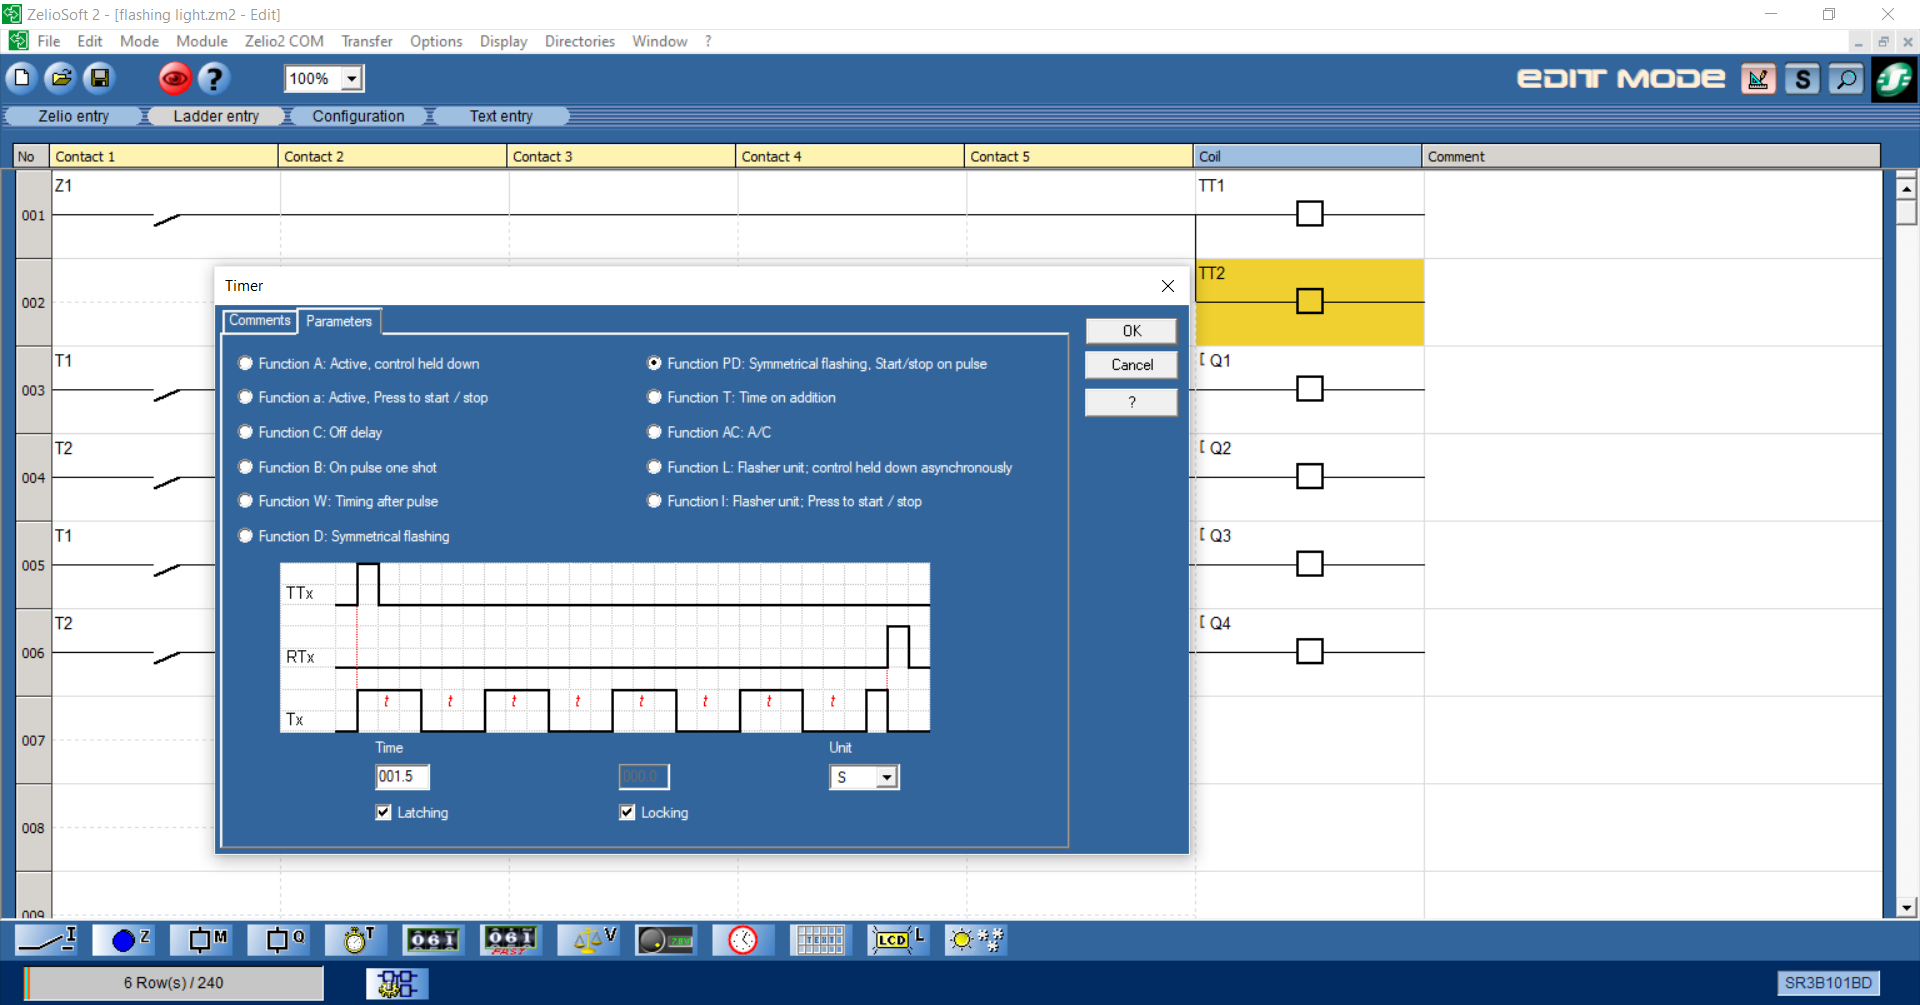 ZelioSoft 2 - [flashing light.zm2 - Edit]
File Edit Mode Module Zelio2 COM Transfer Options Display Directories Window ?
? 100% EDIT MODE S
Zelio entry Ladder entry Configuration Text entry
No Contact 1 Contact 2 Contact 3 Contact 4 Contact 5 Coil Comment
Z1 TT1
001
TT2
002
T1 [ Q1
003
T2 [ Q2
004
T1 [ Q3
005
T2 [ Q4
006
007
008
009
Timer
Comments Parameters
OK
Cancel
?
Function A: Active, control held down
Function a: Active, Press to start / stop
Function C: Off delay
Function B: On pulse one shot
Function W: Timing after pulse
Function D: Symmetrical flashing
Function PD: Symmetrical flashing, Start/stop on pulse
Function T: Time on addition
Function AC: A/C
Function L: Flasher unit; control held down asynchronously
Function l: Flasher unit; Press to start / stop
TTx
RTx
t t t t t t t t
Tx
Time Unit
001.5 000.0 S
Latching Locking
I Z M Q T 061 061 FAST V TEXT LCD L
6 Row(s) / 240 SR3B101BD